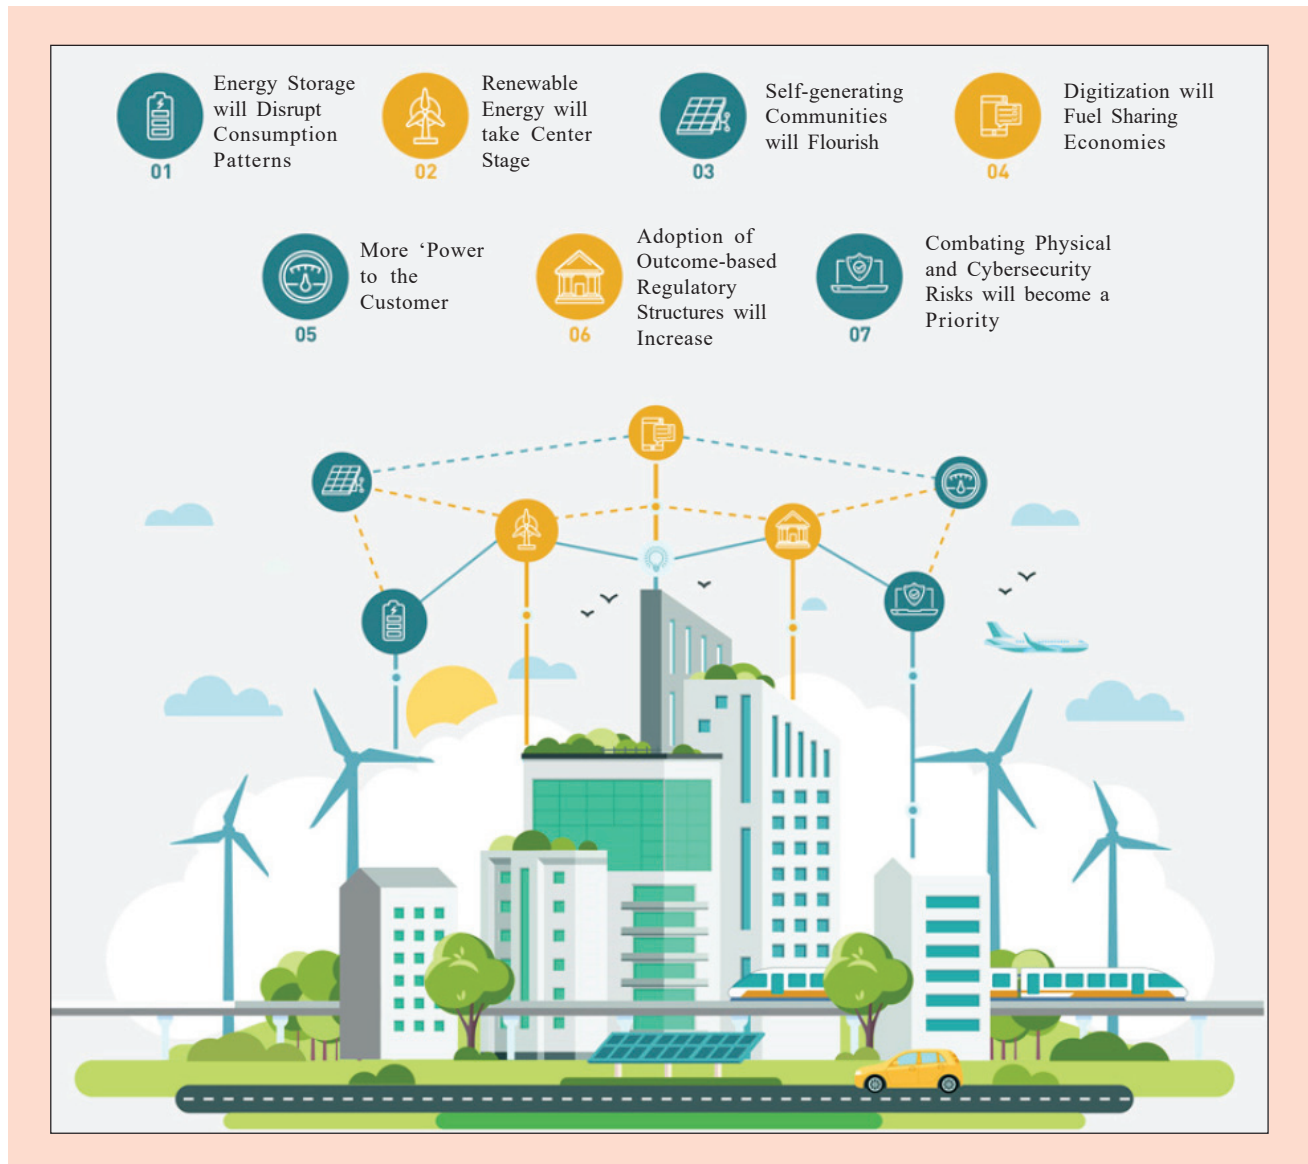 Energy Storage
will Disrupt
Consumption
Patterns
01
Renewable
Energy will
take Center
Stage
02
Self-generating
Communities
will Flourish
03
Digitization will
Fuel Sharing
Economies
04
More ‘Power
to the
Customer
05
Adoption of
Outcome-based
Regulatory
Structures will
Increase
06
Combating Physical
and Cybersecurity
Risks will become a
Priority
07